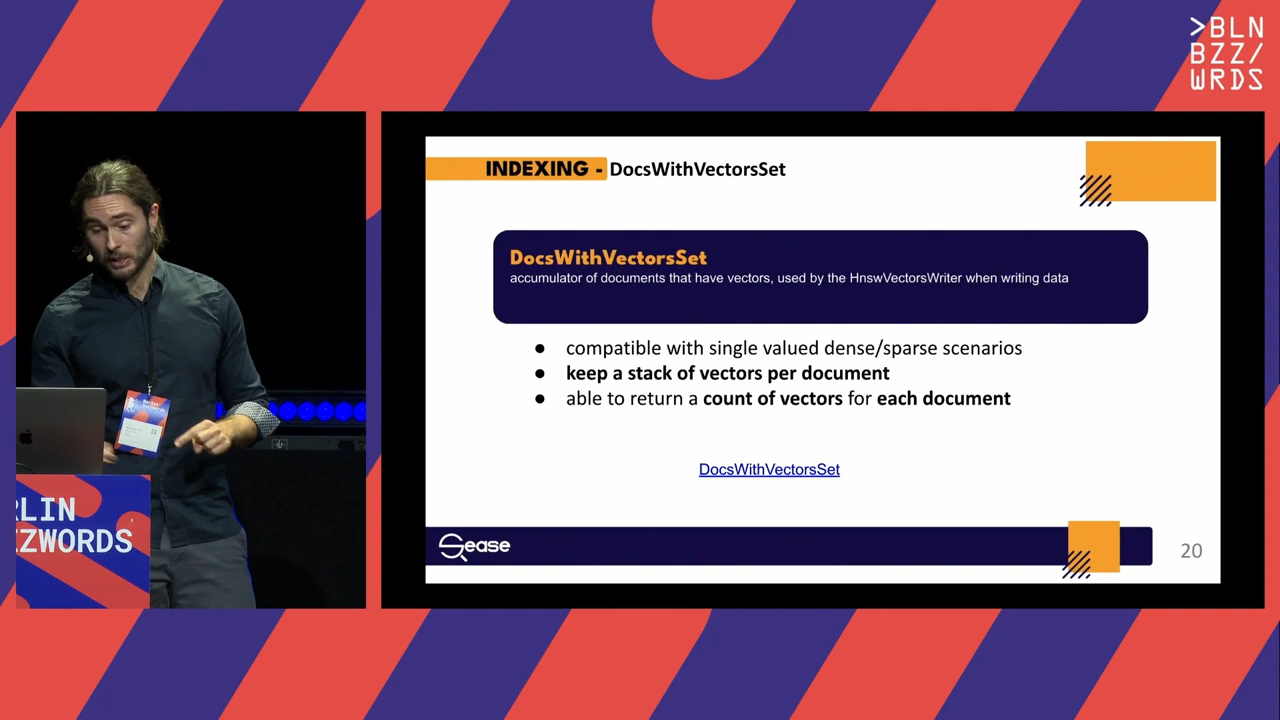 >BLN
BZZ/
WRDS
INDEXING - DocsWithVectorsSet
DocsWithVectorsSet
accumulator of documents that have vectors, used by the HnswVectorsWriter when writing data
● compatible with single valued dense/sparse scenarios
● keep a stack of vectors per document
● able to return a count of vectors for each document
DocsWithVectorsSet
Sease
20
RLIN
ZZWORDS